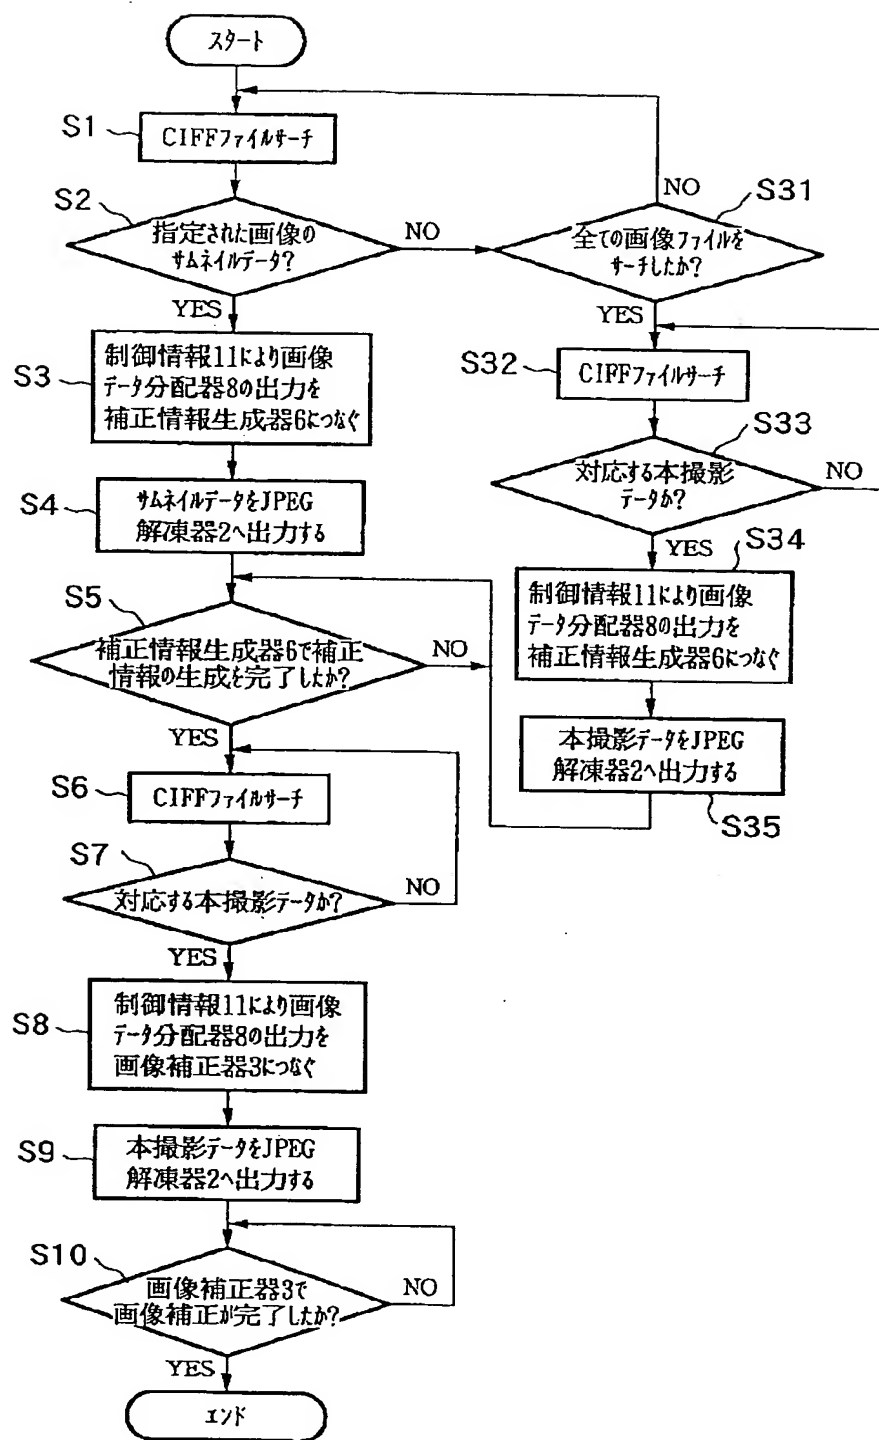 スタート
S1
CIFFファイルサーチ
S2
指定された画像の
サムネイルデータ?
NO
YES
S3
制御情報11により画像
データ分配器8の出力を
補正情報生成器6につなぐ
S4
サムネイルデータをJPEG
解凍器2へ出力する
S5
補正情報生成器6で補正
情報の生成を完了したか?
NO
YES
S6
CIFFファイルサーチ
S7
対応する本撮影データか?
NO
YES
S8
制御情報11により画像
データ分配器8の出力を
画像補正器3につなぐ
S9
本撮影データをJPEG
解凍器2へ出力する
S10
画像補正器3で
画像補正が完了したか?
NO
YES
エンド
NO
S31
全ての画像ファイルを
サーチしたか?
YES
S32
CIFFファイルサーチ
S33
対応する本撮影
データか?
NO
YES
S34
制御情報11により画像
データ分配器8の出力を
補正情報生成器6につなぐ
本撮影データをJPEG
解凍器2へ出力する
S35